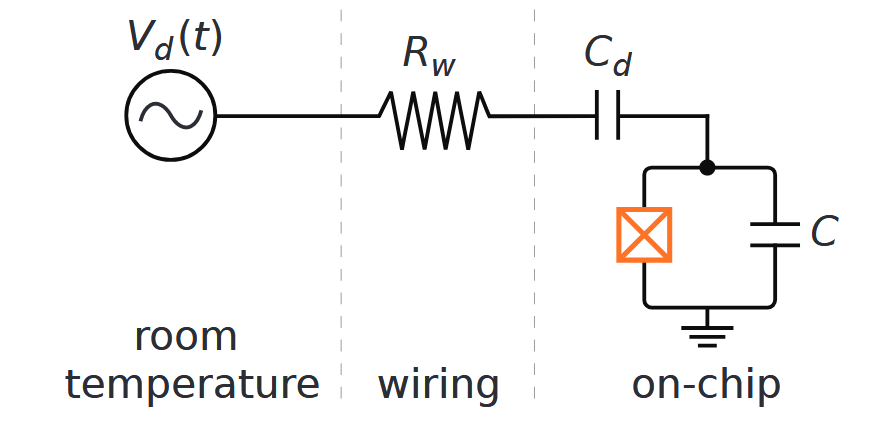 V_d(t)
R_w
C_d
C
room
temperature
wiring
on-chip